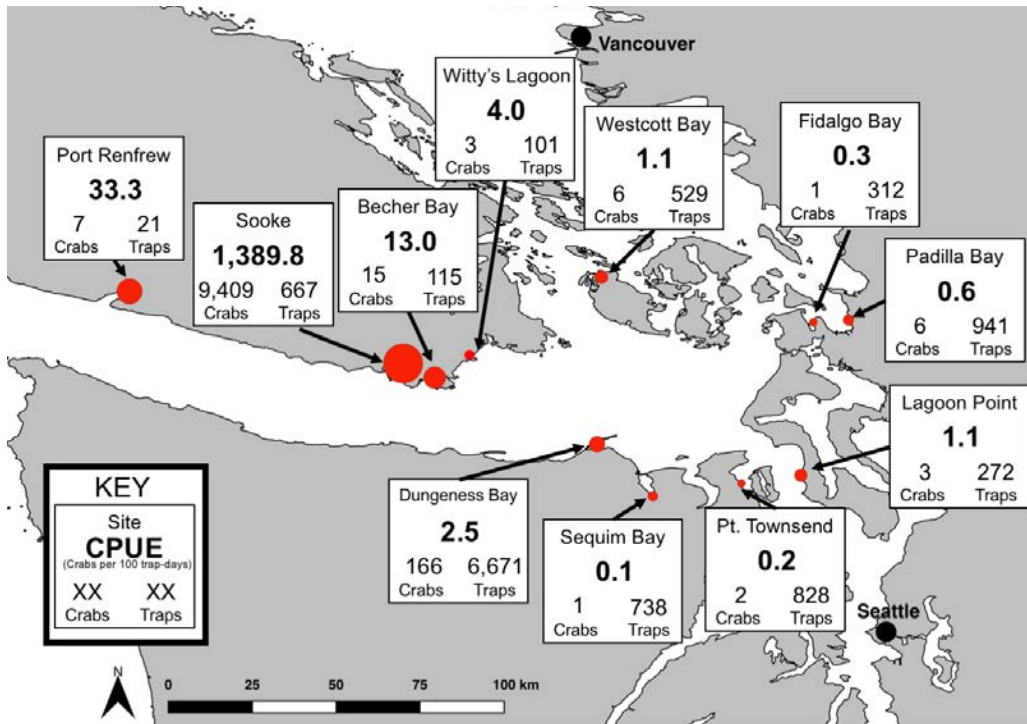 Vancouver
Witty's Lagoon
4.0
3 101
Crabs Traps
Westcott Bay
1.1
6 529
Crabs Traps
Fidalgo Bay
0.3
1 312
Crabs Traps
Port Renfrew
33.3
7 21
Crabs Traps
Sooke
1,389.8
9,409 667
Crabs Traps
Becher Bay
13.0
15 115
Crabs Traps
Padilla Bay
0.6
6 941
Crabs Traps
Lagoon Point
1.1
3 272
Crabs Traps
Dungeness Bay
2.5
166 6,671
Crabs Traps
Sequim Bay
0.1
1 738
Crabs Traps
Pt. Townsend
0.2
2 828
Crabs Traps
Seattle
KEY
Site
CPUE
(Crabs per 100 trap-days)
XX XX
Crabs Traps
N
0 25 50 75 100 km